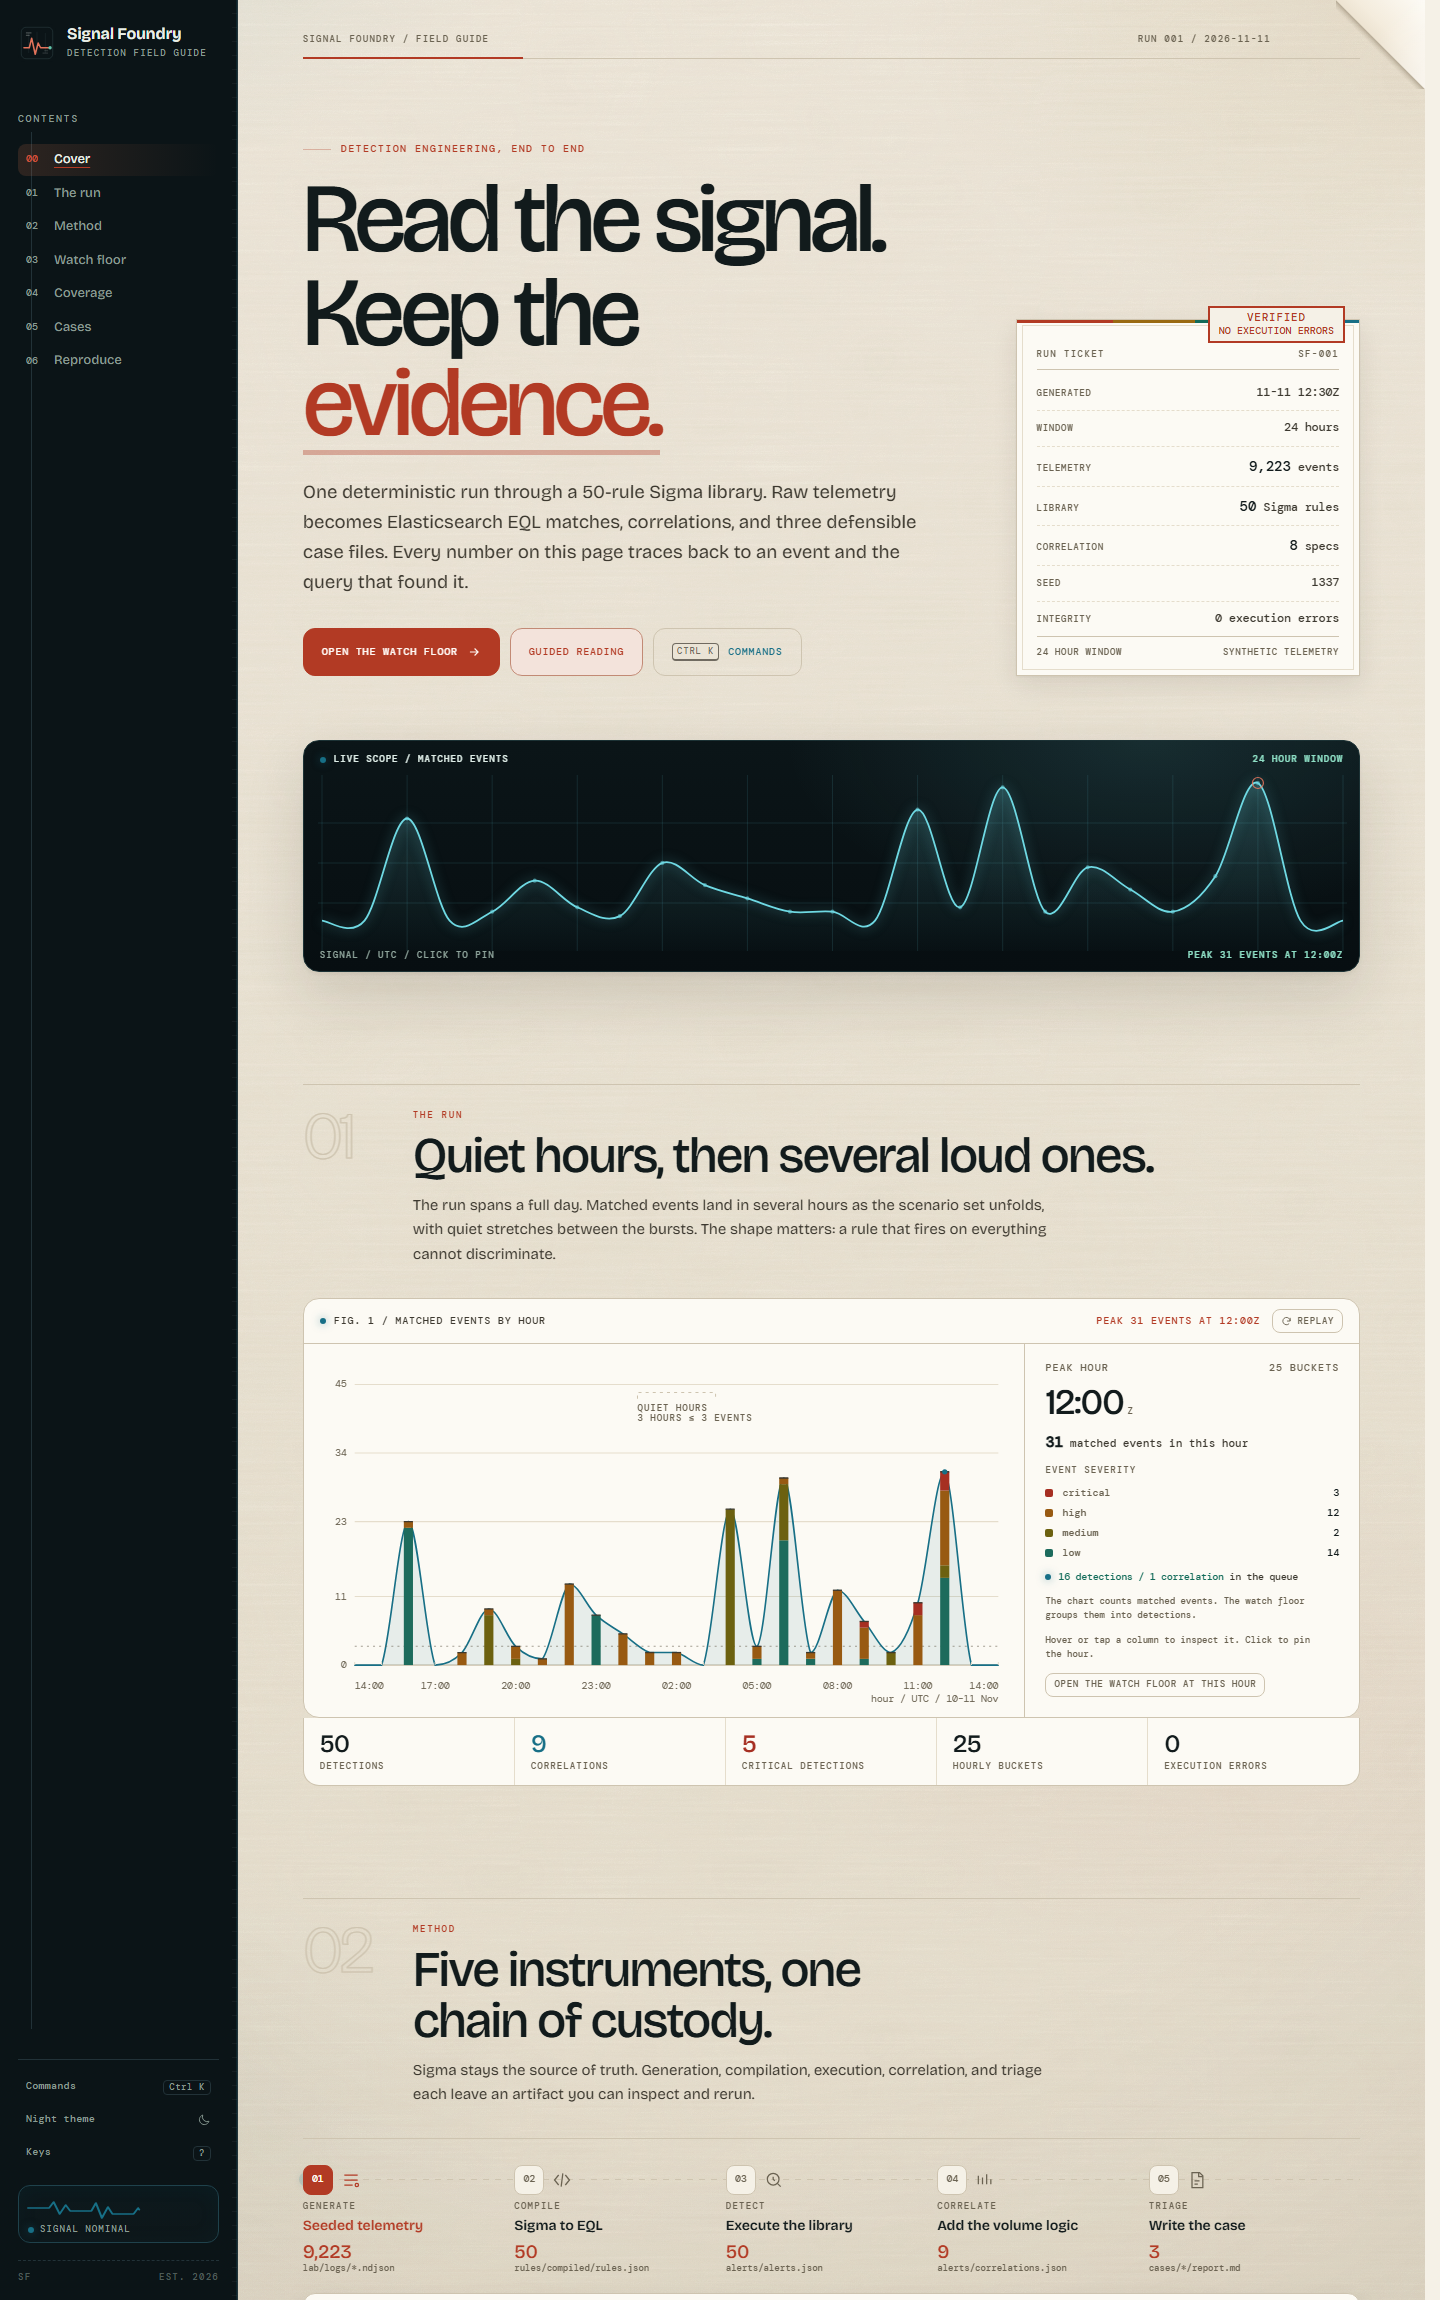 Signal Foundry
DETECTION FIELD GUIDE
CONTENTS
00 Cover
01 The run
02 Method
03 Watch floor
04 Coverage
05 Cases
06 Reproduce
Commands Ctrl K
Night theme
Keys ?
SIGNAL NOMINAL
SF EST. 2026
SIGNAL FOUNDRY / FIELD GUIDE
RUN 001 / 2026-11-11
DETECTION ENGINEERING, END TO END
Read the signal.
Keep the
evidence.
One deterministic run through a 50-rule Sigma library. Raw telemetry
becomes Elasticsearch EQL matches, correlations, and three defensible
case files. Every number on this page traces back to an event and the
query that found it.
OPEN THE WATCH FLOOR →
GUIDED READING
CTRL K COMMANDS
VERIFIED
NO EXECUTION ERRORS
RUN TICKET SF-001
GENERATED 11-11 12:30Z
WINDOW 24 hours
TELEMETRY 9,223 events
LIBRARY 50 Sigma rules
CORRELATION 8 specs
SEED 1337
INTEGRITY 0 execution errors
24 HOUR WINDOW SYNTHETIC TELEMETRY
LIVE SCOPE / MATCHED EVENTS
24 HOUR WINDOW
SIGNAL / UTC / CLICK TO PIN
PEAK 31 EVENTS AT 12:00Z
01
THE RUN
Quiet hours, then several loud ones.
The run spans a full day. Matched events land in several hours as the scenario set unfolds,
with quiet stretches between the bursts. The shape matters: a rule that fires on everything
cannot discriminate.
FIG. 1 / MATCHED EVENTS BY HOUR
PEAK 31 EVENTS AT 12:00Z
REPLAY
45
34
23
11
0
QUIET HOURS
3 HOURS ≤ 3 EVENTS
14:00 17:00 20:00 23:00 02:00 05:00 08:00 11:00 14:00
hour / UTC / 10-11 Nov
PEAK HOUR 25 BUCKETS
12:00 Z
31 matched events in this hour
EVENT SEVERITY
critical 3
high 12
medium 2
low 14
16 detections / 1 correlation in the queue
The chart counts matched events. The watch floor
groups them into detections.
Hover or tap a column to inspect it. Click to pin
the hour.
OPEN THE WATCH FLOOR AT THIS HOUR
50
DETECTIONS
9
CORRELATIONS
5
CRITICAL DETECTIONS
25
HOURLY BUCKETS
0
EXECUTION ERRORS
02
METHOD
Five instruments, one
chain of custody.
Sigma stays the source of truth. Generation, compilation, execution, correlation, and triage
each leave an artifact you can inspect and rerun.
01
GENERATE
Seeded telemetry
9,223
lab/logs/*.ndjson
02
COMPILE
Sigma to EQL
50
rules/compiled/rules.json
03
DETECT
Execute the library
50
alerts/alerts.json
04
CORRELATE
Add the volume logic
9
alerts/correlations.json
05
TRIAGE
Write the case
3
cases/*/report.md